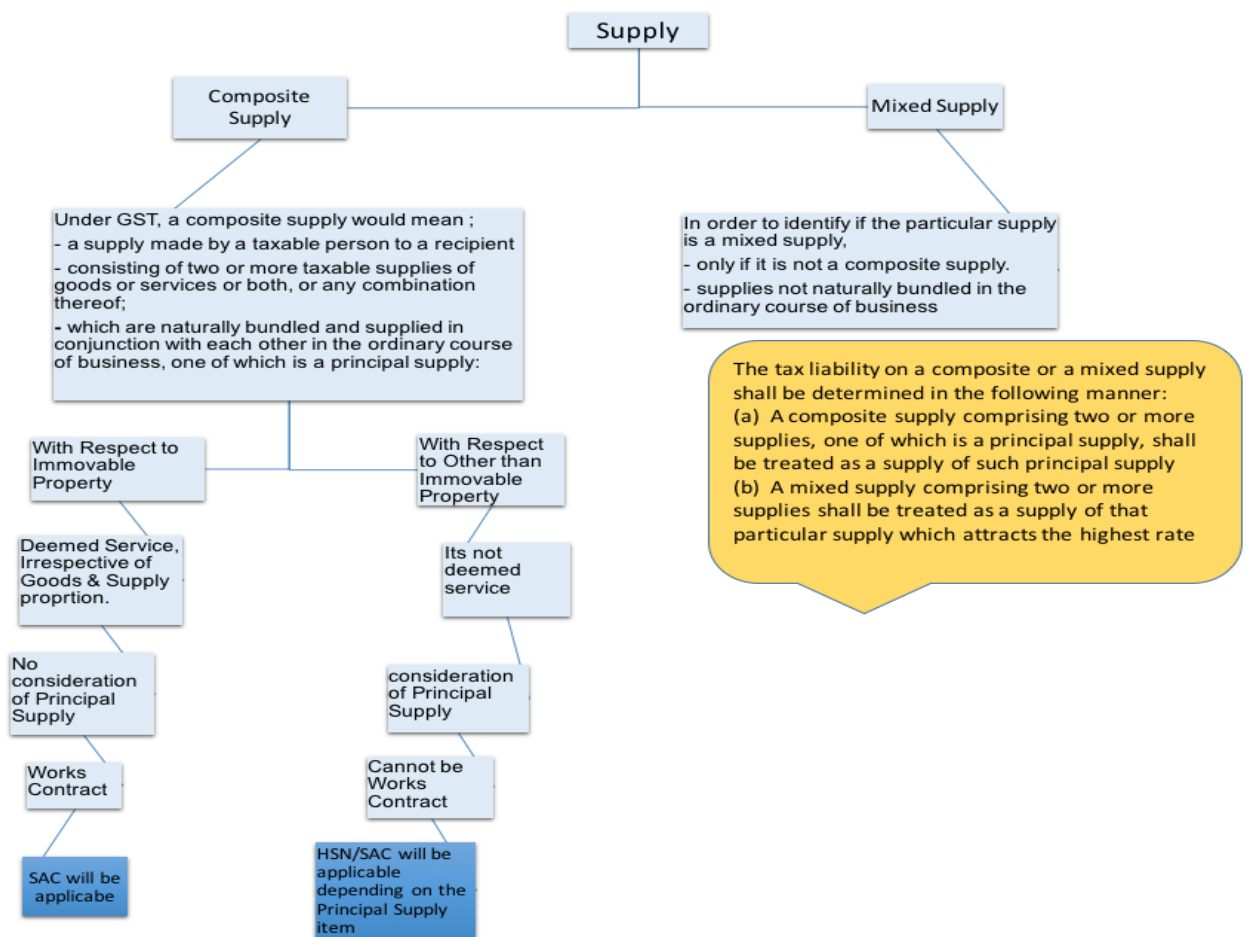 Supply
Composite
Supply
Mixed Supply
Under GST, a composite supply would mean ;
- a supply made by a taxable person to a recipient
- consisting of two or more taxable supplies of
goods or services or both, or any combination
thereof;
- which are naturally bundled and supplied in
conjunction with each other in the ordinary course
of business, one of which is a principal supply:
In order to identify if the particular supply
is a mixed supply,
- only if it is not a composite supply.
- supplies not naturally bundled in the
ordinary course of business
The tax liability on a composite or a mixed supply
shall be determined in the following manner:
(a) A composite supply comprising two or more
supplies, one of which is a principal supply, shall
be treated as a supply of such principal supply
(b) A mixed supply comprising two or more
supplies shall be treated as a supply of that
particular supply which attracts the highest rate
With Respect to
Immovable
Property
Deemed Service,
Irrespective of
Goods & Supply
proprtion.
No
consideration
of Principal
Supply
Works
Contract
SAC will be
applicabe
With Respect
to Other than
Immovable
Property
Its not
deemed
service
consideration
of Principal
Supply
Cannot be
Works
Contract
HSN/SAC will be
applicable
depending on the
Principal Supply
item